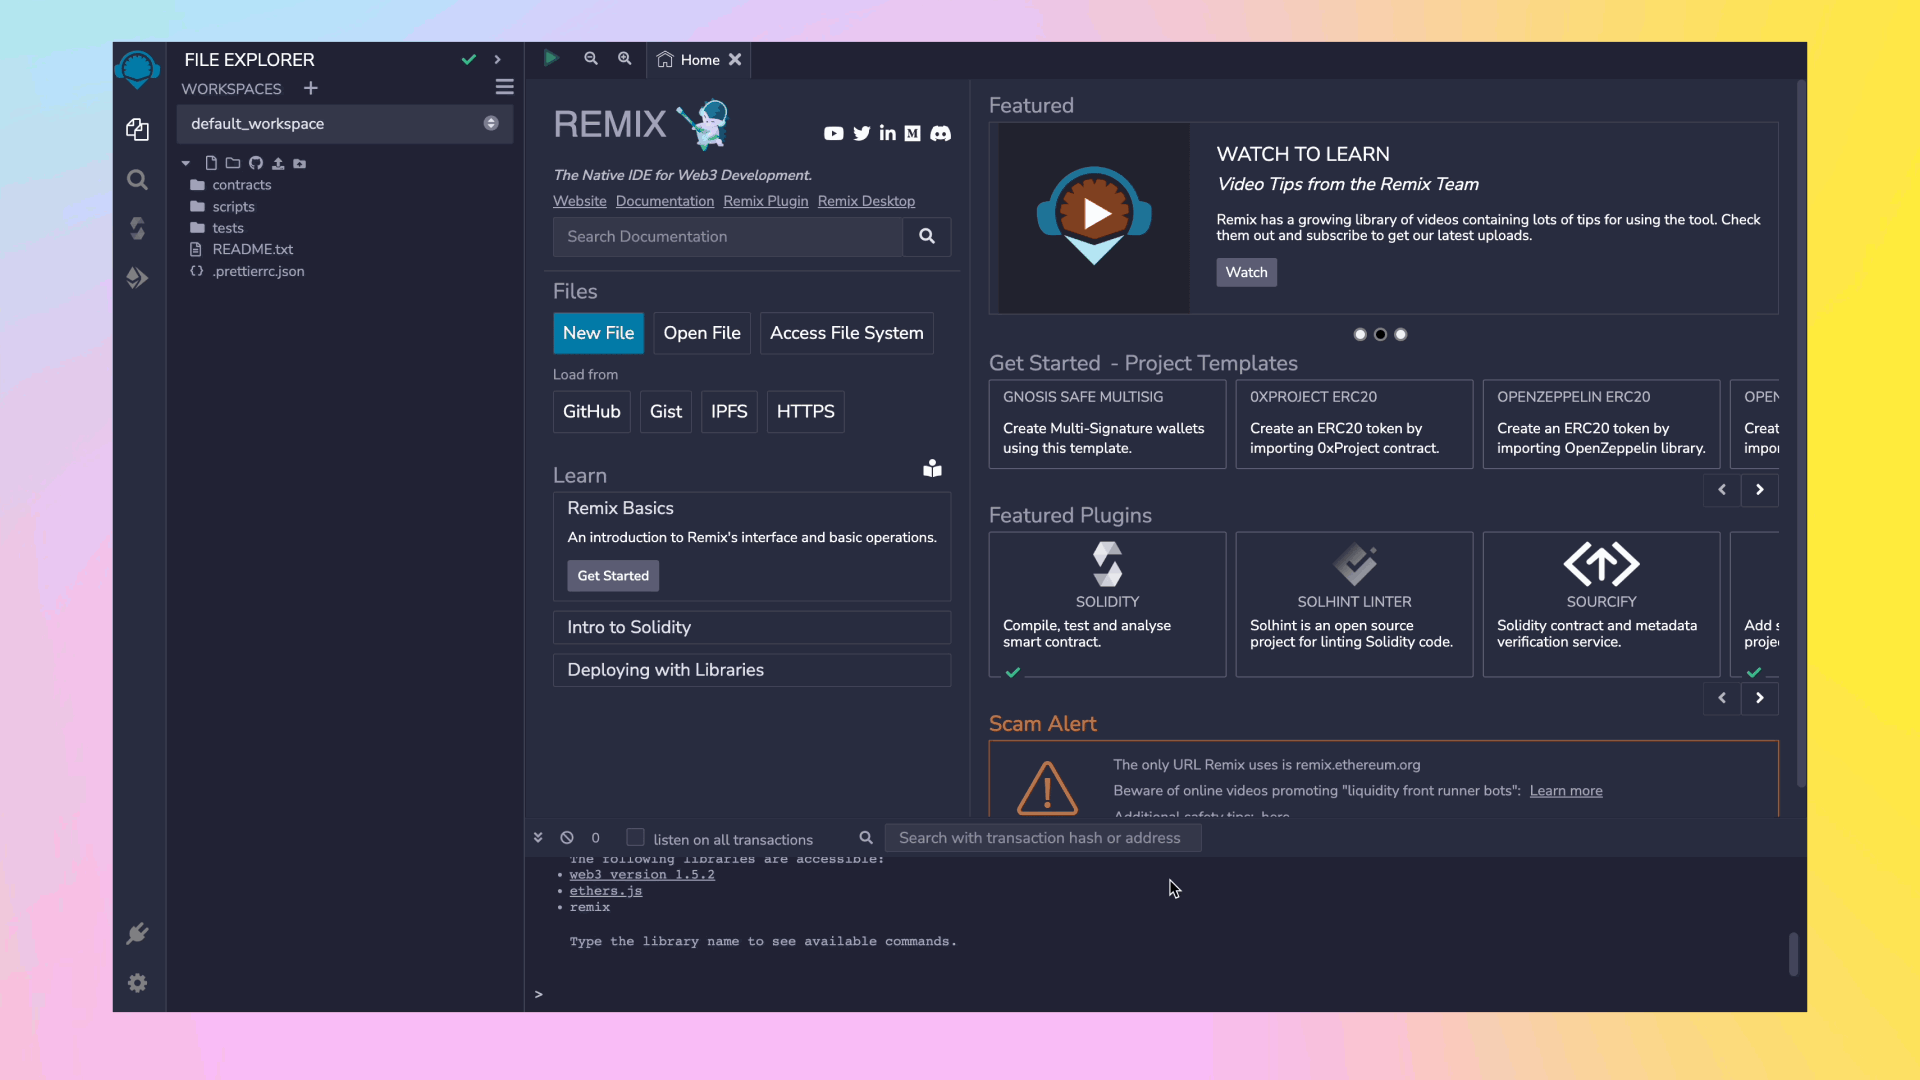 FILE EXPLORER
WORKSPACES
default_workspace
contracts
scripts
tests
README.txt
.prettierrc.json
Home
REMIX
The Native IDE for Web3 Development.
Website Documentation Remix Plugin Remix Desktop
Search Documentation
Files
New File Open File Access File System
Load from
GitHub Gist IPFS HTTPS
Learn
Remix Basics
An introduction to Remix's interface and basic operations.
Get Started
Intro to Solidity
Deploying with Libraries
Featured
WATCH TO LEARN
Video Tips from the Remix Team
Remix has a growing library of videos containing lots of tips for using the tool. Check
them out and subscribe to get our latest uploads.
Watch
Get Started - Project Templates
GNOSIS SAFE MULTISIG
Create Multi-Signature wallets
using this template.
0XPROJECT ERC20
Create an ERC20 token by
importing 0xProject contract.
OPENZEPPELIN ERC20
Create an ERC20 token by
importing OpenZeppelin library.
OPEN
Creat
impor
Featured Plugins
SOLIDITY
Compile, test and analyse
smart contract.
SOLHINT LINTER
Solhint is an open source
project for linting Solidity code.
SOURCIFY
Solidity contract and metadata
verification service.
Add s
projec
Scam Alert
The only URL Remix uses is remix.ethereum.org
Beware of online videos promoting "liquidity front runner bots": Learn more
Additional safety tips: here
0 listen on all transactions Search with transaction hash or address
The following libraries are accessible:
• web3 version 1.5.2
• ethers.js
• remix
Type the library name to see available commands.
>